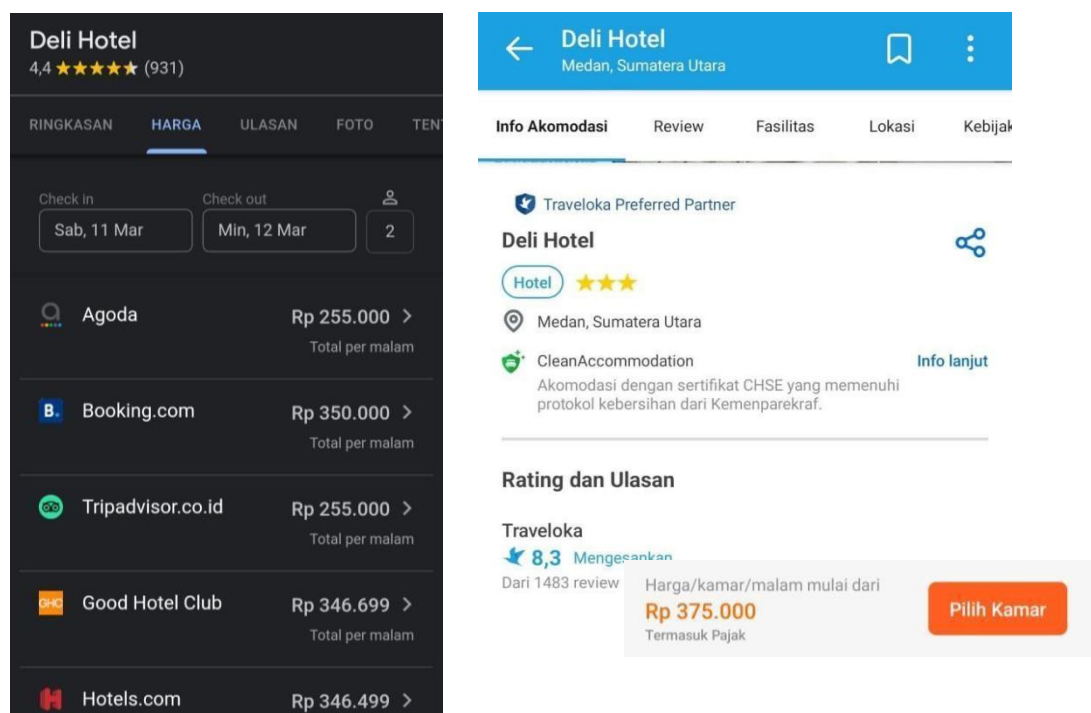 Deli Hotel
4,4 ★★★★★ (931)
RINGKASAN HARGA ULASAN FOTO TEN
Check in Check out
Sab, 11 Mar Min, 12 Mar 2
Agoda Rp 255.000 >
Total per malam
B. Booking.com Rp 350.000 >
Total per malam
Tripadvisor.co.id Rp 255.000 >
Total per malam
GHC Good Hotel Club Rp 346.699 >
Total per malam
Hotels.com Rp 346.499 >
Deli Hotel
Medan, Sumatera Utara
Info Akomodasi Review Fasilitas Lokasi Kebijak
Traveloka Preferred Partner
Deli Hotel
Hotel ★★★
Medan, Sumatera Utara
CleanAccommodation Info lanjut
Akomodasi dengan sertifikat CHSE yang memenuhi
protokol kebersihan dari Kemenparekraf.
Rating dan Ulasan
Traveloka
8,3 Mengesankan
Dari 1483 review
Harga/kamar/malam mulai dari
Rp 375.000
Termasuk Pajak
Pilih Kamar